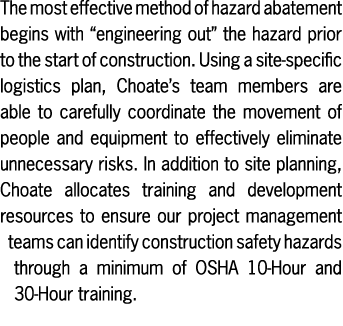 The most effective method of hazard abatement
begins with “engineering out” the hazard prior
to the start of construction. Using a site-specific
logistics plan, Choate’s team members are
able to carefully coordinate the movement of
people and equipment to effectively eliminate
unnecessary risks. In addition to site planning,
Choate allocates training and development
resources to ensure our project management
teams can identify construction safety hazards
through a minimum of OSHA 10-Hour and
30-Hour training.